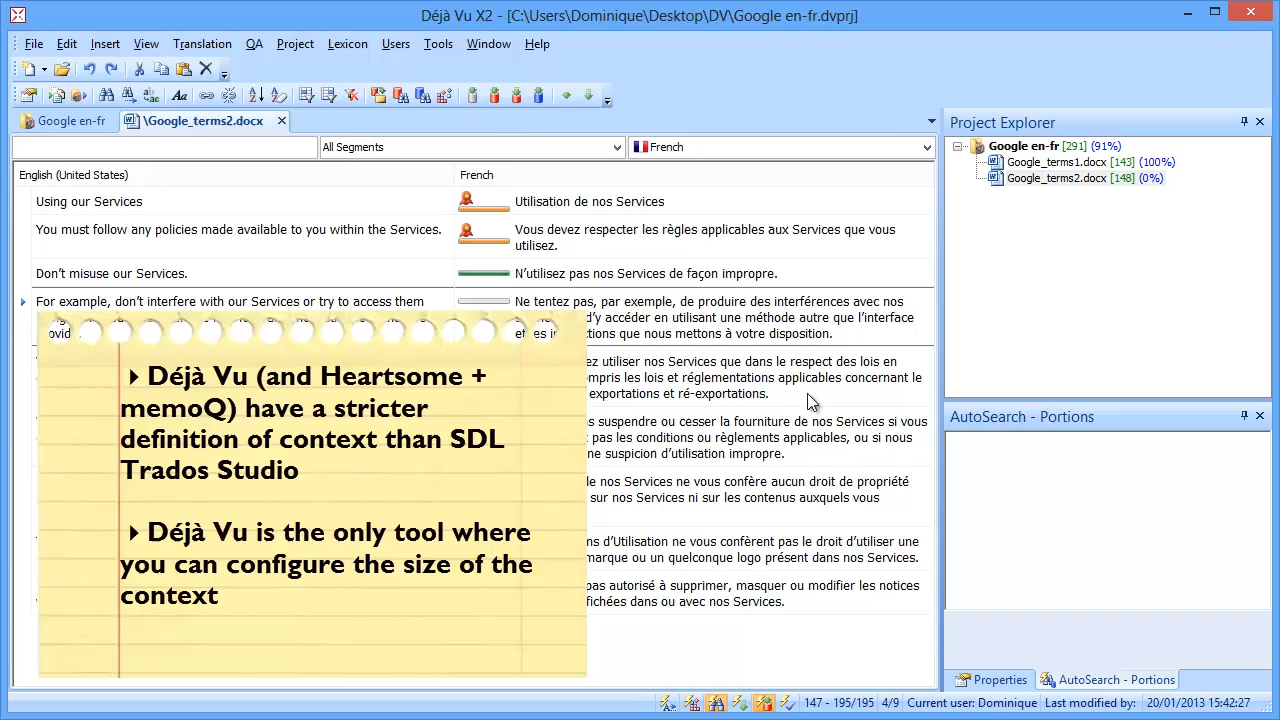 Déjà Vu X2 - [C:\Users\Dominique\Desktop\DV\Google en-fr.dvprj]
File Edit Insert View Translation QA Project Lexicon Users Tools Window Help
Google en-fr
\Google_terms2.docx
All Segments
French
English (United States)
French
Using our Services
Utilisation de nos Services
You must follow any policies made available to you within the Services.
Vous devez respecter les règles applicables aux Services que vous
utilisez.
Don't misuse our Services.
N'utilisez pas nos Services de façon impropre.
For example, don't interfere with our Services or try to access them
Ne tentez pas, par exemple, de produire des interférences avec nos
d'y accéder en utilisant une méthode autre que l'interface
que nous mettons à votre disposition.
utiliser nos Services que dans le respect des lois en
les lois et réglementations applicables concernant le
exportations et ré-exportations.
suspendre ou cesser la fourniture de nos Services si vous
pas les conditions ou règlements applicables, ou si nous
suspicion d'utilisation impropre.
de nos Services ne vous confère aucun droit de propriété
sur nos Services ni sur les contenus auxquels vous
d'Utilisation ne vous confèrent pas le droit d'utiliser une
marque ou un quelconque logo présent dans nos Services.
pas autorisé à supprimer, masquer ou modifier les notices
dans ou avec nos Services.
Déjà Vu (and Heartsome +
memoQ) have a stricter
definition of context than SDL
Trados Studio
Déjà Vu is the only tool where
you can configure the size of the
context
Project Explorer
Google en-fr [291] (91%)
Google_terms1.docx [143] (100%)
Google_terms2.docx [148] (0%)
AutoSearch - Portions
Properties
AutoSearch - Portions
147 - 195/195 4/9 Current user: Dominique Last modified by: 20/01/2013 15:42:27